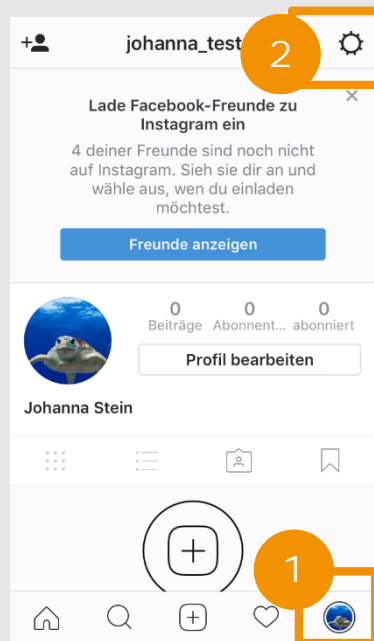 johanna_test
2
Lade Facebook-Freunde zu
Instagram ein
4 deiner Freunde sind noch nicht
auf Instagram. Sieh sie dir an und
wähle aus, wen du einladen
möchtest.
Freunde anzeigen
0 0 0
Beiträge Abonnent... abonniert
Profil bearbeiten
Johanna Stein
1